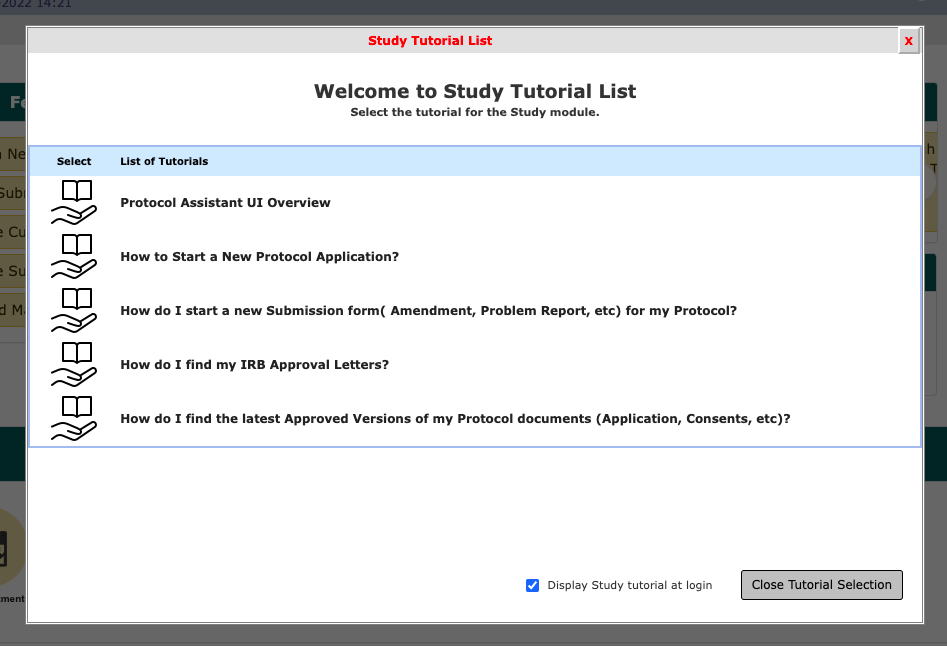 2022 14:21
Study Tutorial List
x
Welcome to Study Tutorial List
Select the tutorial for the Study module.
Select List of Tutorials
Protocol Assistant UI Overview
How to Start a New Protocol Application?
How do I start a new Submission form( Amendment, Problem Report, etc) for my Protocol?
How do I find my IRB Approval Letters?
How do I find the latest Approved Versions of my Protocol documents (Application, Consents, etc)?
Display Study tutorial at login
Close Tutorial Selection